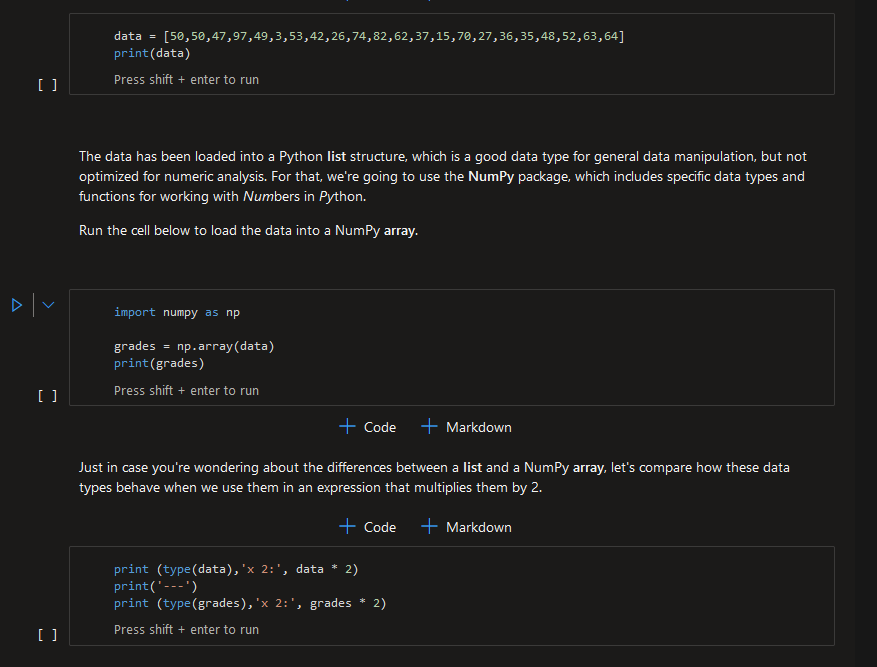 data = [50,50,47,97,49,3,53,42,26,74,82,62,37,15,70,27,36,35,48,52,63,64]
print(data)
Press shift + enter to run
[ ]
The data has been loaded into a Python list structure, which is a good data type for general data manipulation, but not
optimized for numeric analysis. For that, we're going to use the NumPy package, which includes specific data types and
functions for working with Numbers in Python.
Run the cell below to load the data into a NumPy array.
import numpy as np
grades = np.array(data)
print(grades)
Press shift + enter to run
[ ]
+ Code + Markdown
Just in case you're wondering about the differences between a list and a NumPy array, let's compare how these data
types behave when we use them in an expression that multiplies them by 2.
+ Code + Markdown
print (type(data),'x 2:', data * 2)
print('---')
print (type(grades),'x 2:', grades * 2)
Press shift + enter to run
[ ]